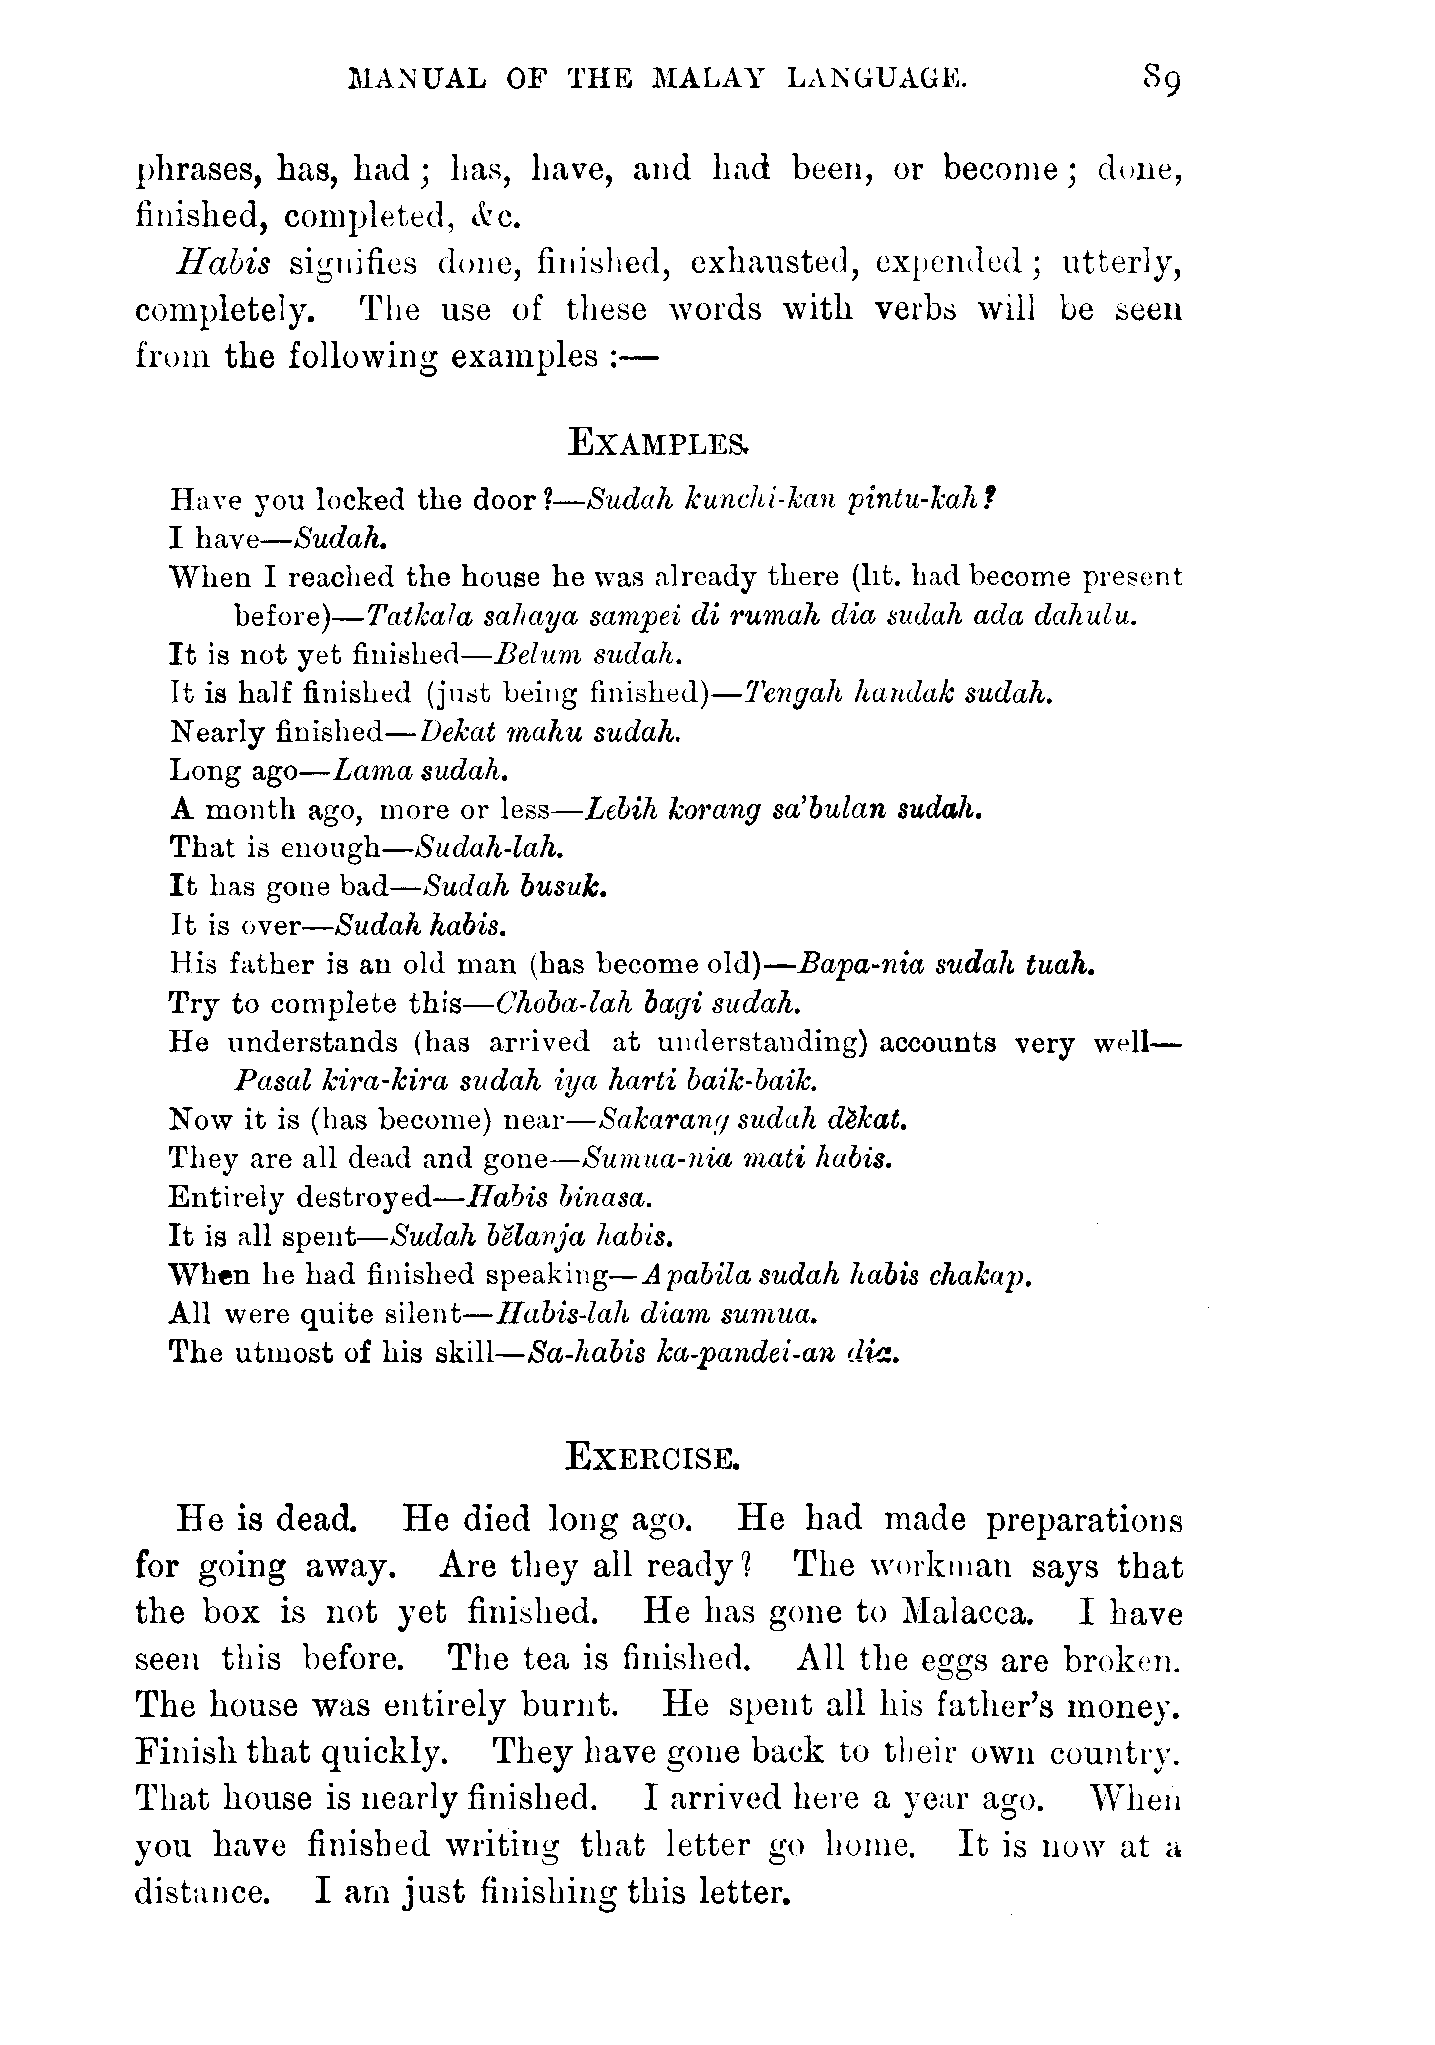 MANUAL OF THE MALAY LANGUAGE. 89
phrases, has, had ; has, have, and had been, or become ; done,
finished, completed, &c.
Habis signifies done, finished, exhausted, expended ; utterly,
completely. The use of these words with verbs will be seen
from the following examples :—
EXAMPLES.
Have you locked the door ?—Sudah kunchi-kan pintu-kah ?
I have—Sudah.
When I reached the house he was already there (lit. had become present
before)—Tatkala sahaya sampei di rumah dia sudah ada dahulu.
It is not yet finished—Belum sudah.
It is half finished (just being finished)—Tengah handak sudah.
Nearly finished—Dekat mahu sudah.
Long ago—Lama sudah.
A month ago, more or less—Lebih korang sa'bulan sudah.
That is enough—Sudah-lah.
It has gone bad—Sudah busuk.
It is over—Sudah habis.
His father is an old man (has become old)—Bapa-nia sudah tuah.
Try to complete this—Choba-lah bagi sudah.
He understands (has arrived at understanding) accounts very well—
Pasal kira-kira sudah iya harti baik-baik.
Now it is (has become) near—Sakarang sudah dĕkat.
They are all dead and gone—Sumua-nia mati habis.
Entirely destroyed—Habis binasa.
It is all spent—Sudah bĕlanja habis.
When he had finished speaking—Apabila sudah habis chakap.
All were quite silent—Habis-lah diam sumua.
The utmost of his skill—Sa-habis ka-pandei-an dia.
EXERCISE.
He is dead. He died long ago. He had made preparations
for going away. Are they all ready ? The workman says that
the box is not yet finished. He has gone to Malacca. I have
seen this before. The tea is finished. All the eggs are broken.
The house was entirely burnt. He spent all his father's money.
Finish that quickly. They have gone back to their own country.
That house is nearly finished. I arrived here a year ago. When
you have finished writing that letter go home. It is now at a
distance. I am just finishing this letter.